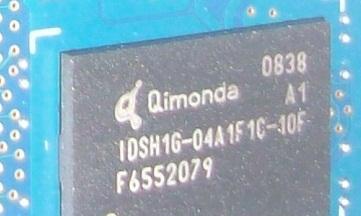 Qimonda 0838
A1
IDSH1G-04A1F1C-10F
F6552079